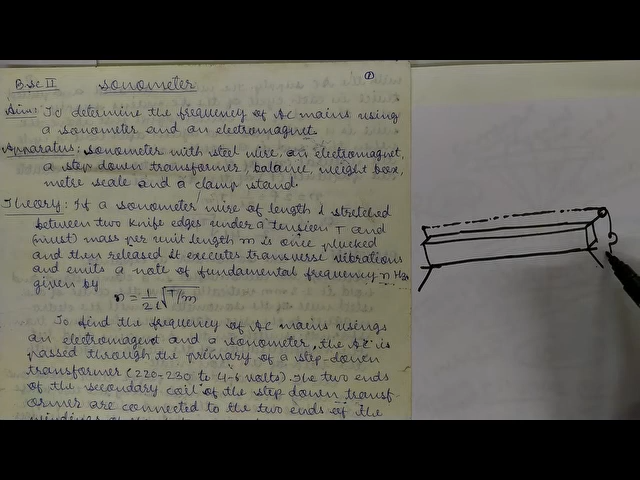 B.Sc II sonometer ①
Aim: To determine the frequency of AC mains using
a sonometer and an electromagnet.
Apparatus: sonometer with steel wire, an electromagnet,
a step down transformer, balance, weight box,
metre scale and a clamp stand.
Theory: If a sonometer wire of length l stretched
between two knife edges under a tension T and
(must) mass per unit length m is once plucked
and then released it executes transverse vibrations
and emits a note of fundamental frequency n Hz
given by
n = 1/2l √T/m
To find the frequency of AC mains usings
an electromagnet and a sonometer, the AC is
passed through the primary of a step-down
transformer (220-230 to 4-6 volts). The two ends
of the secondary coil of the step down transf-
ormer are connected to the two ends of the